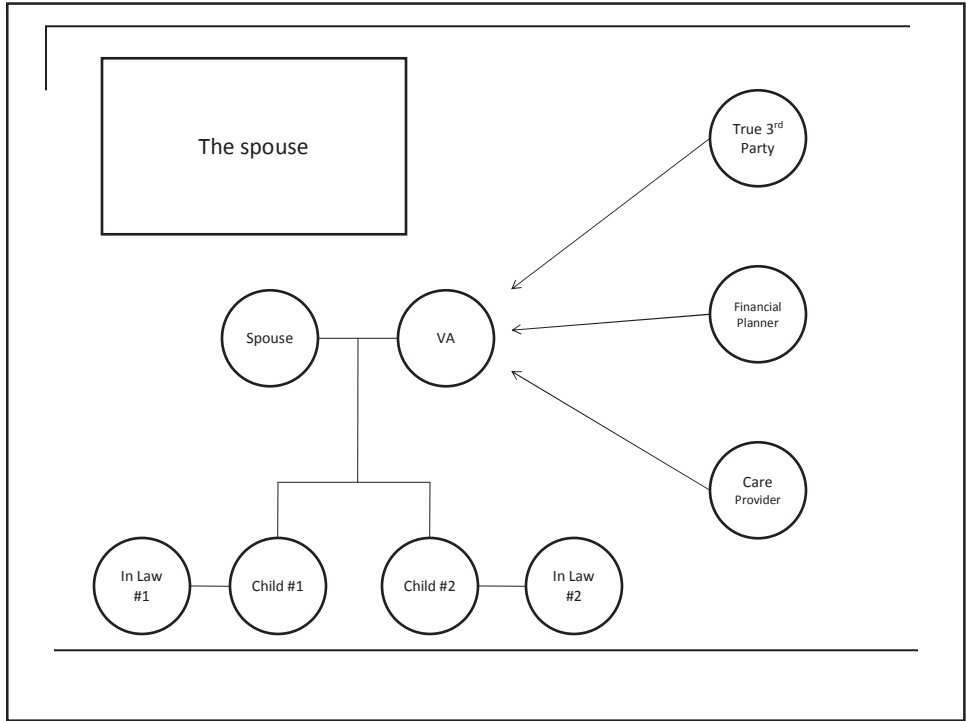 The spouse
True 3rd
Party
Financial
Planner
Spouse
VA
Care
Provider
In Law
#1
Child #1
Child #2
In Law
#2